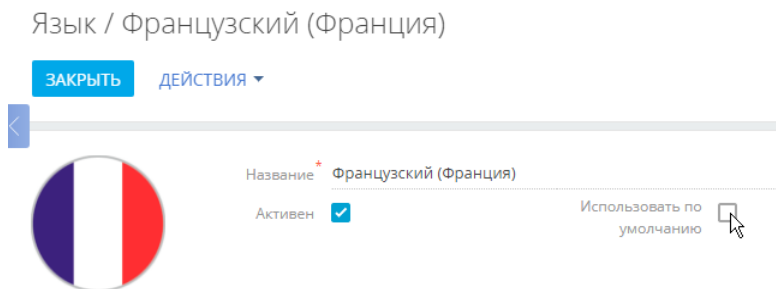 Язык / Французский (Франция)
ЗАКРЫТЬ ДЕЙСТВИЯ
Название* Французский (Франция)
Активен Использовать по
умолчанию